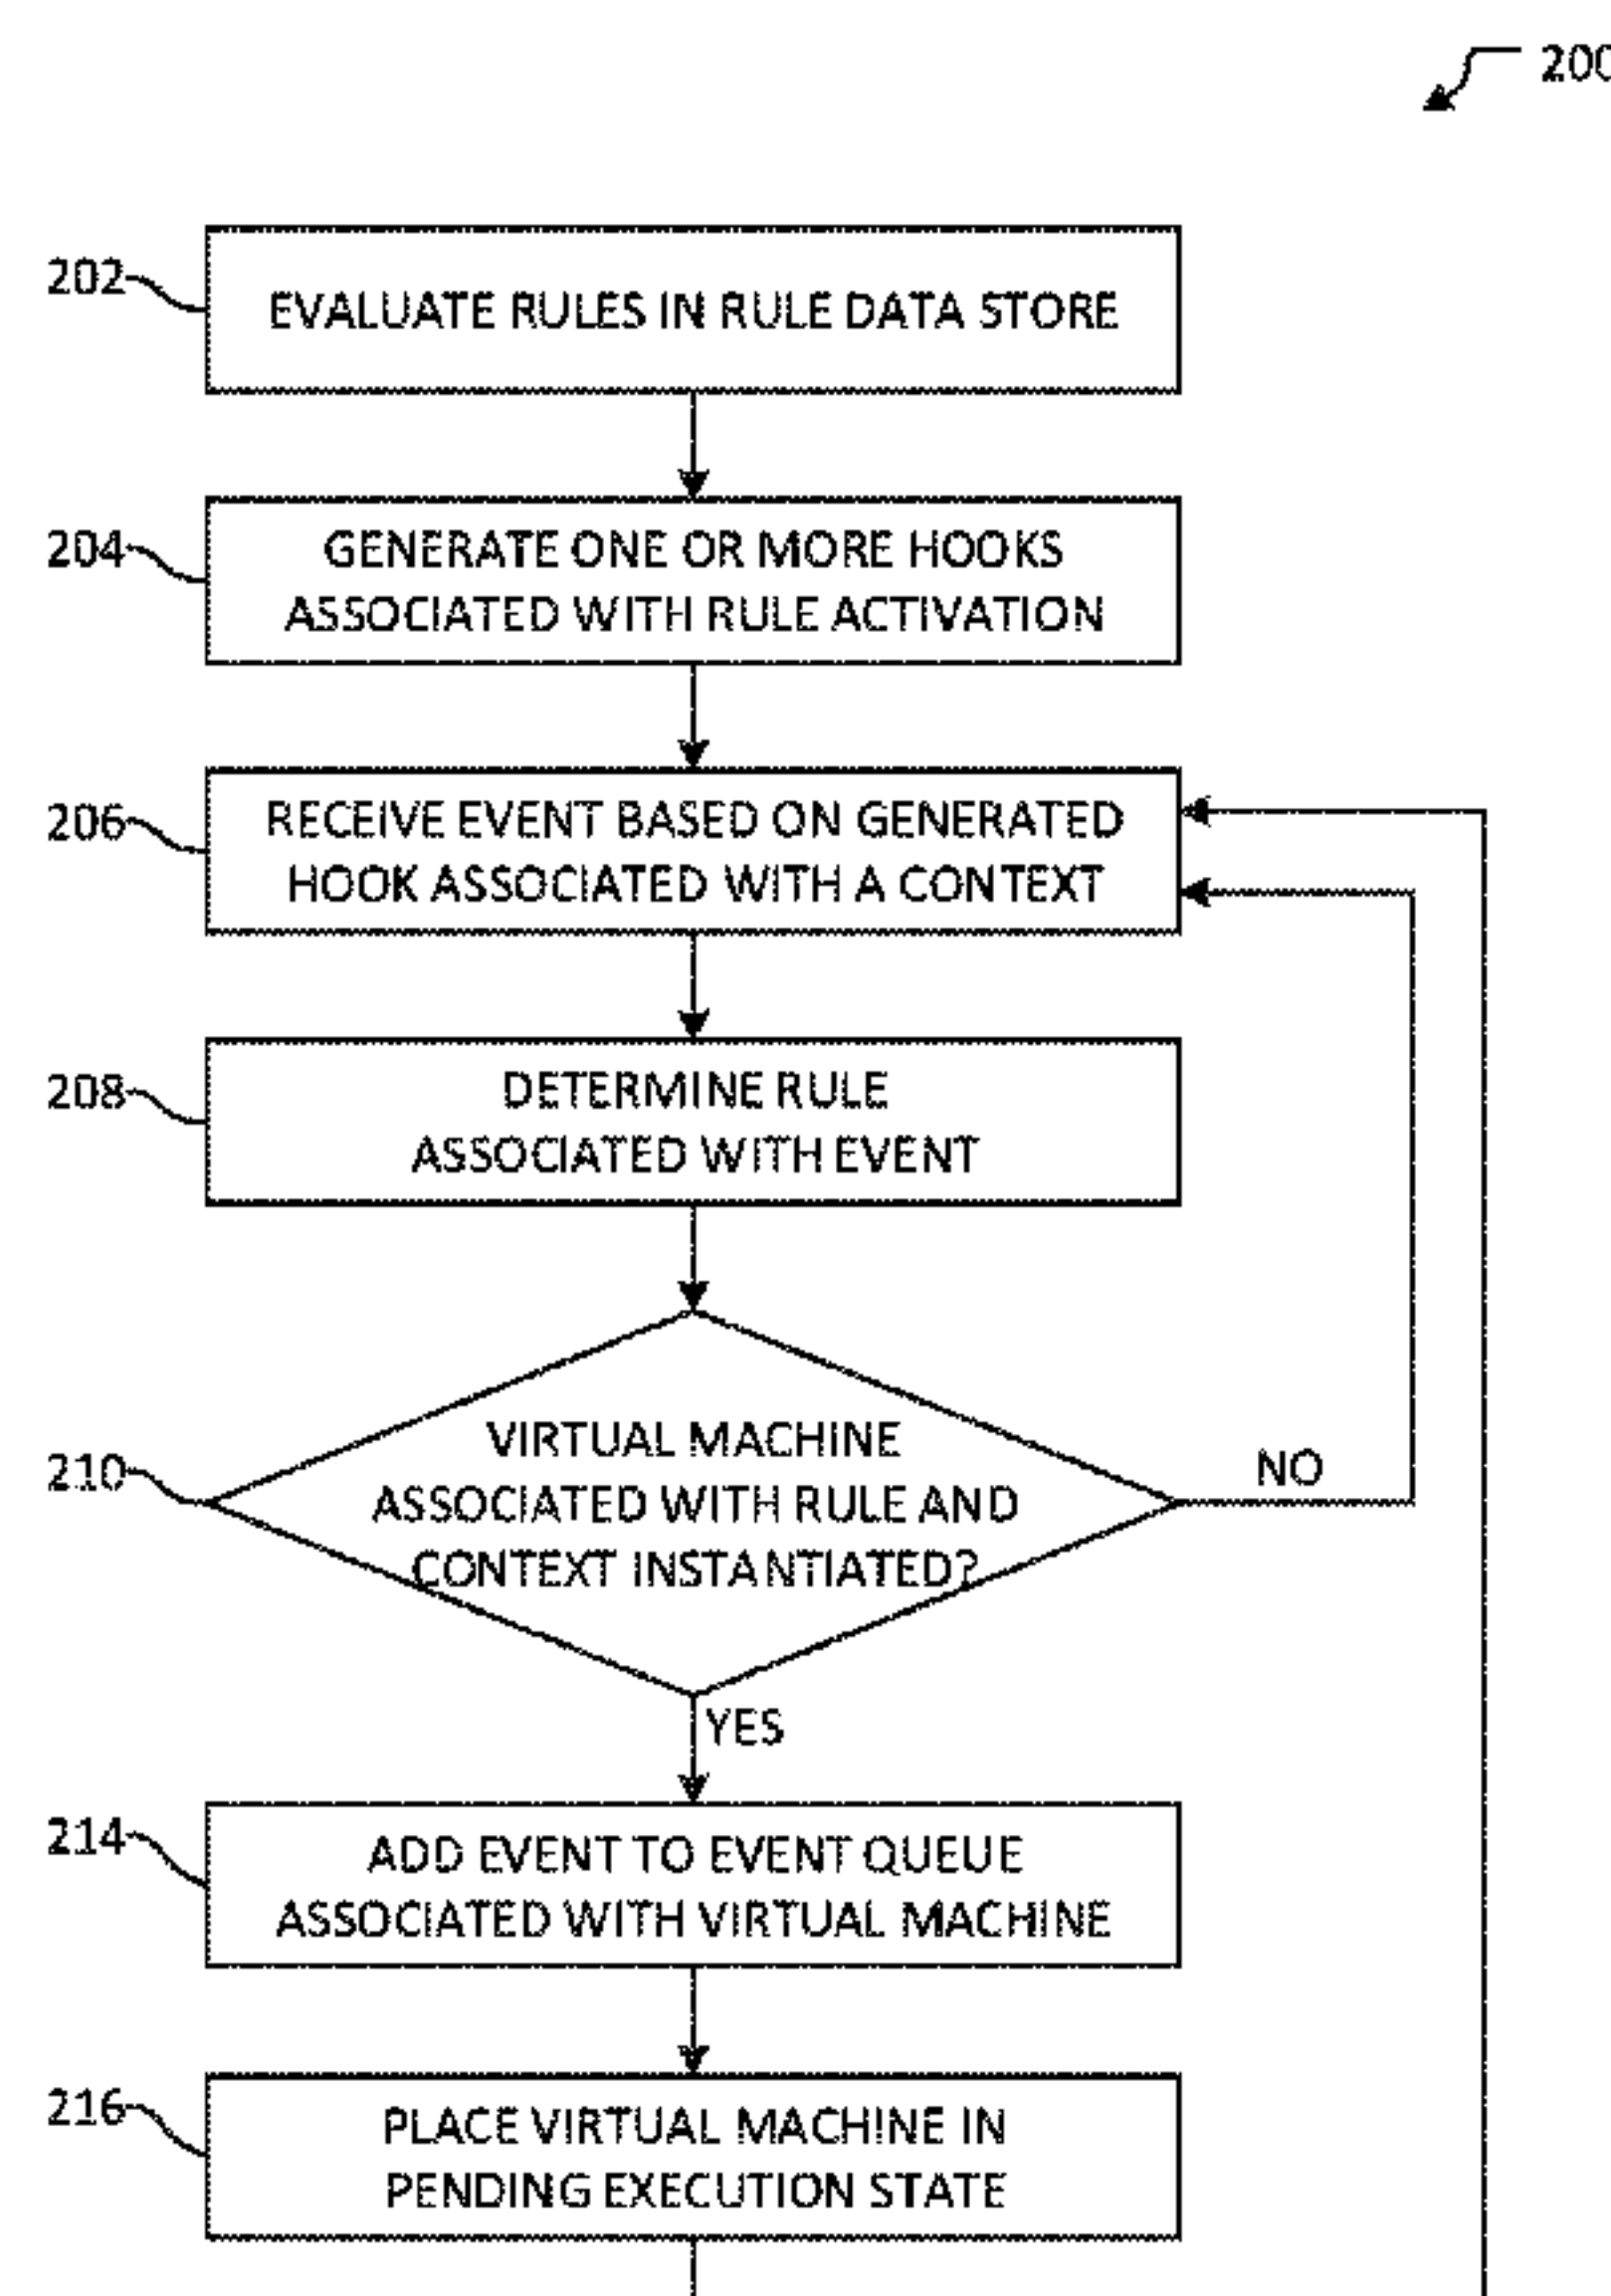 200
202
EVALUATE RULES IN RULE DATA STORE
204
GENERATE ONE OR MORE HOOKS
ASSOCIATED WITH RULE ACTIVATION
206
RECEIVE EVENT BASED ON GENERATED
HOOK ASSOCIATED WITH A CONTEXT
208
DETERMINE RULE
ASSOCIATED WITH EVENT
210
VIRTUAL MACHINE
ASSOCIATED WITH RULE AND
CONTEXT INSTANTIATED?
NO
YES
214
ADD EVENT TO EVENT QUEUE
ASSOCIATED WITH VIRTUAL MACHINE
216
PLACE VIRTUAL MACHINE IN
PENDING EXECUTION STATE